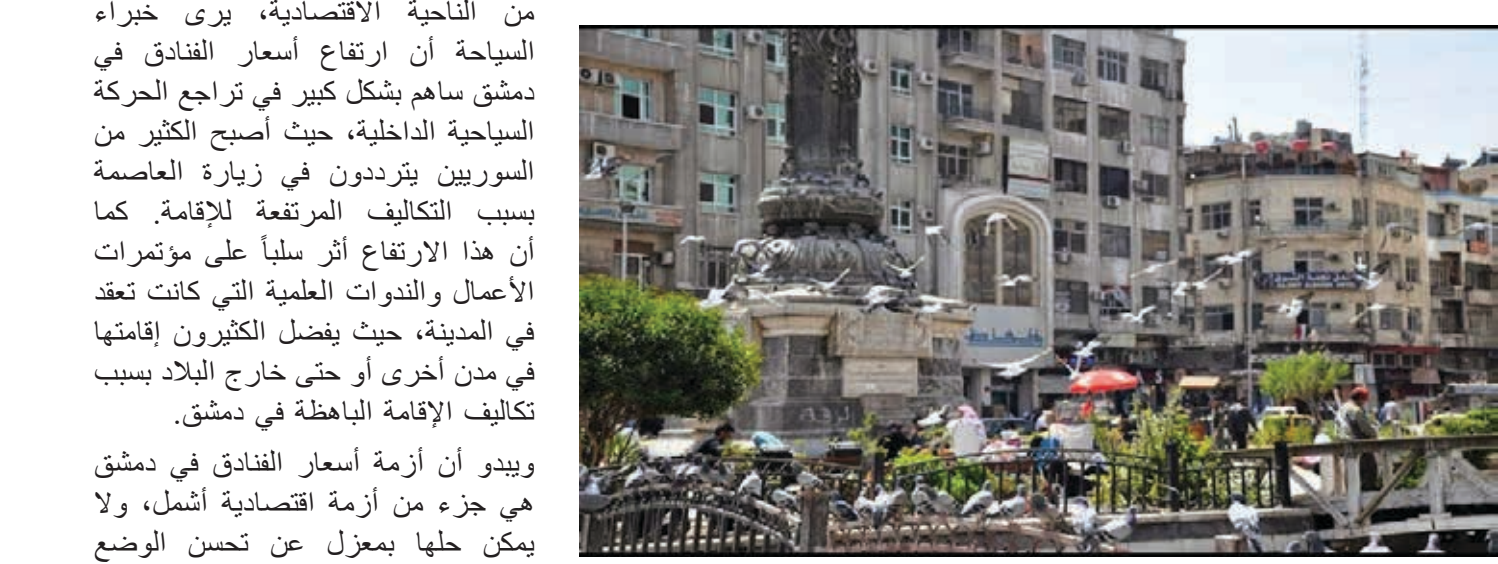 من الناحية الاقتصادية، يرى خبراء
السياحة أن ارتفاع أسعار الفنادق في
دمشق ساهم بشكل كبير في تراجع الحركة
السياحية الداخلية، حيث أصبح الكثير من
السوريين يترددون في زيارة العاصمة
بسبب التكاليف المرتفعة للإقامة. كما
أن هذا الارتفاع أثر سلباً على مؤتمرات
الأعمال والندوات العلمية التي كانت تعقد
في المدينة، حيث يفضل الكثيرون إقامتها
في مدن أخرى أو حتى خارج البلاد بسبب
تكاليف الإقامة الباهظة في دمشق.
ويبدو أن أزمة أسعار الفنادق في دمشق
هي جزء من أزمة اقتصادية أشمل، ولا
يمكن حلها بمعزل عن تحسن الوضع